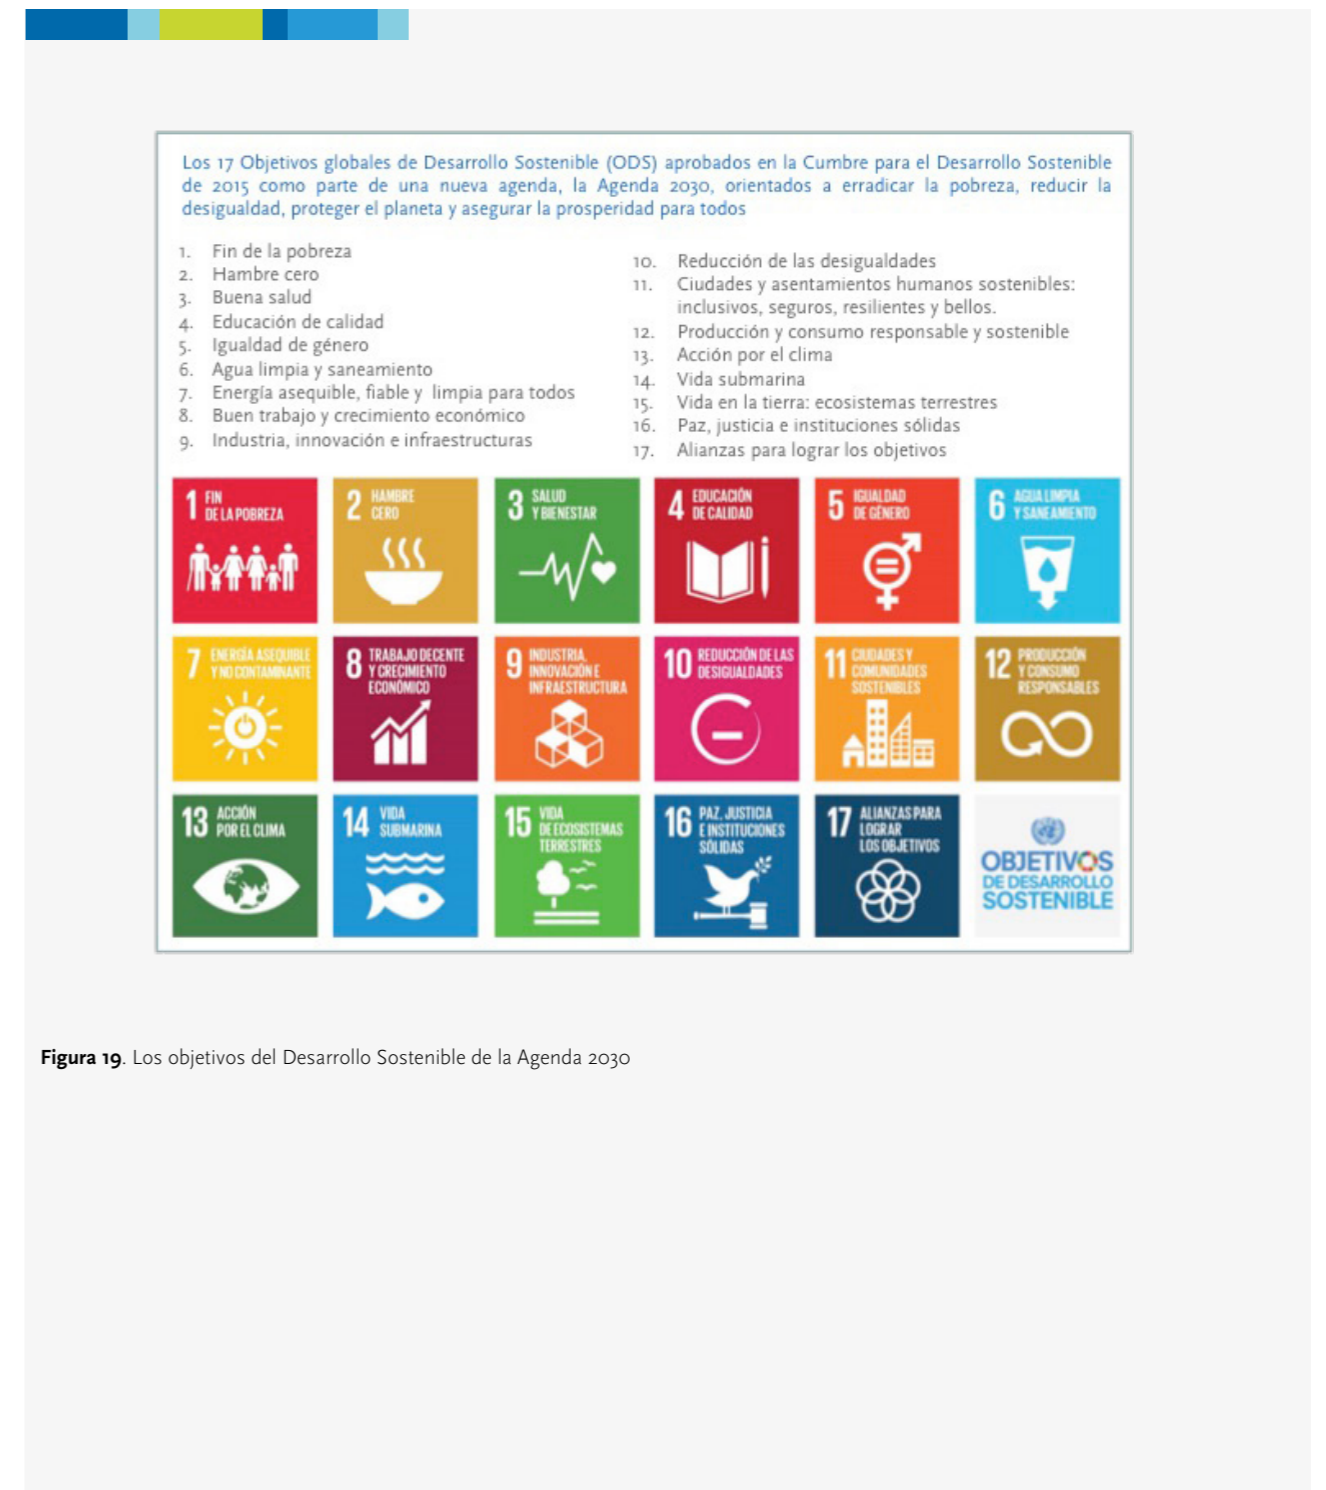 Los 17 Objetivos globales de Desarrollo Sostenible (ODS) aprobados en la Cumbre para el Desarrollo Sostenible
de 2015 como parte de una nueva agenda, la Agenda 2030, orientados a erradicar la pobreza, reducir la
desigualdad, proteger el planeta y asegurar la prosperidad para todos
1. Fin de la pobreza
2. Hambre cero
3. Buena salud
4. Educación de calidad
5. Igualdad de género
6. Agua limpia y saneamiento
7. Energía asequible, fiable y limpia para todos
8. Buen trabajo y crecimiento económico
9. Industria, innovación e infraestructuras
10. Reducción de las desigualdades
11. Ciudades y asentamientos humanos sostenibles:
inclusivos, seguros, resilientes y bellos.
12. Producción y consumo responsable y sostenible
13. Acción por el clima
14. Vida submarina
15. Vida en la tierra: ecosistemas terrestres
16. Paz, justicia e instituciones sólidas
17. Alianzas para lograr los objetivos
1 FIN
DE LA POBREZA
2 HAMBRE
CERO
3 SALUD
Y BIENESTAR
4 EDUCACIÓN
DE CALIDAD
5 IGUALDAD
DE GÉNERO
6 AGUA LIMPIA
Y SANEAMIENTO
7 ENERGÍA ASEQUIBLE
Y NO CONTAMINANTE
8 TRABAJO DECENTE
Y CRECIMIENTO
ECONÓMICO
9 INDUSTRIA,
INNOVACIÓN E
INFRAESTRUCTURA
10 REDUCCIÓN DE LAS
DESIGUALDADES
11 CIUDADES Y
COMUNIDADES
SOSTENIBLES
12 PRODUCCIÓN
Y CONSUMO
RESPONSABLES
13 ACCIÓN
POR EL CLIMA
14 VIDA
SUBMARINA
15 VIDA
DE ECOSISTEMAS
TERRESTRES
16 PAZ, JUSTICIA
E INSTITUCIONES
SÓLIDAS
17 ALIANZAS PARA
LOGRAR
LOS OBJETIVOS
OBJETIVOS
DE DESARROLLO
SOSTENIBLE
Figura 19. Los objetivos del Desarrollo Sostenible de la Agenda 2030